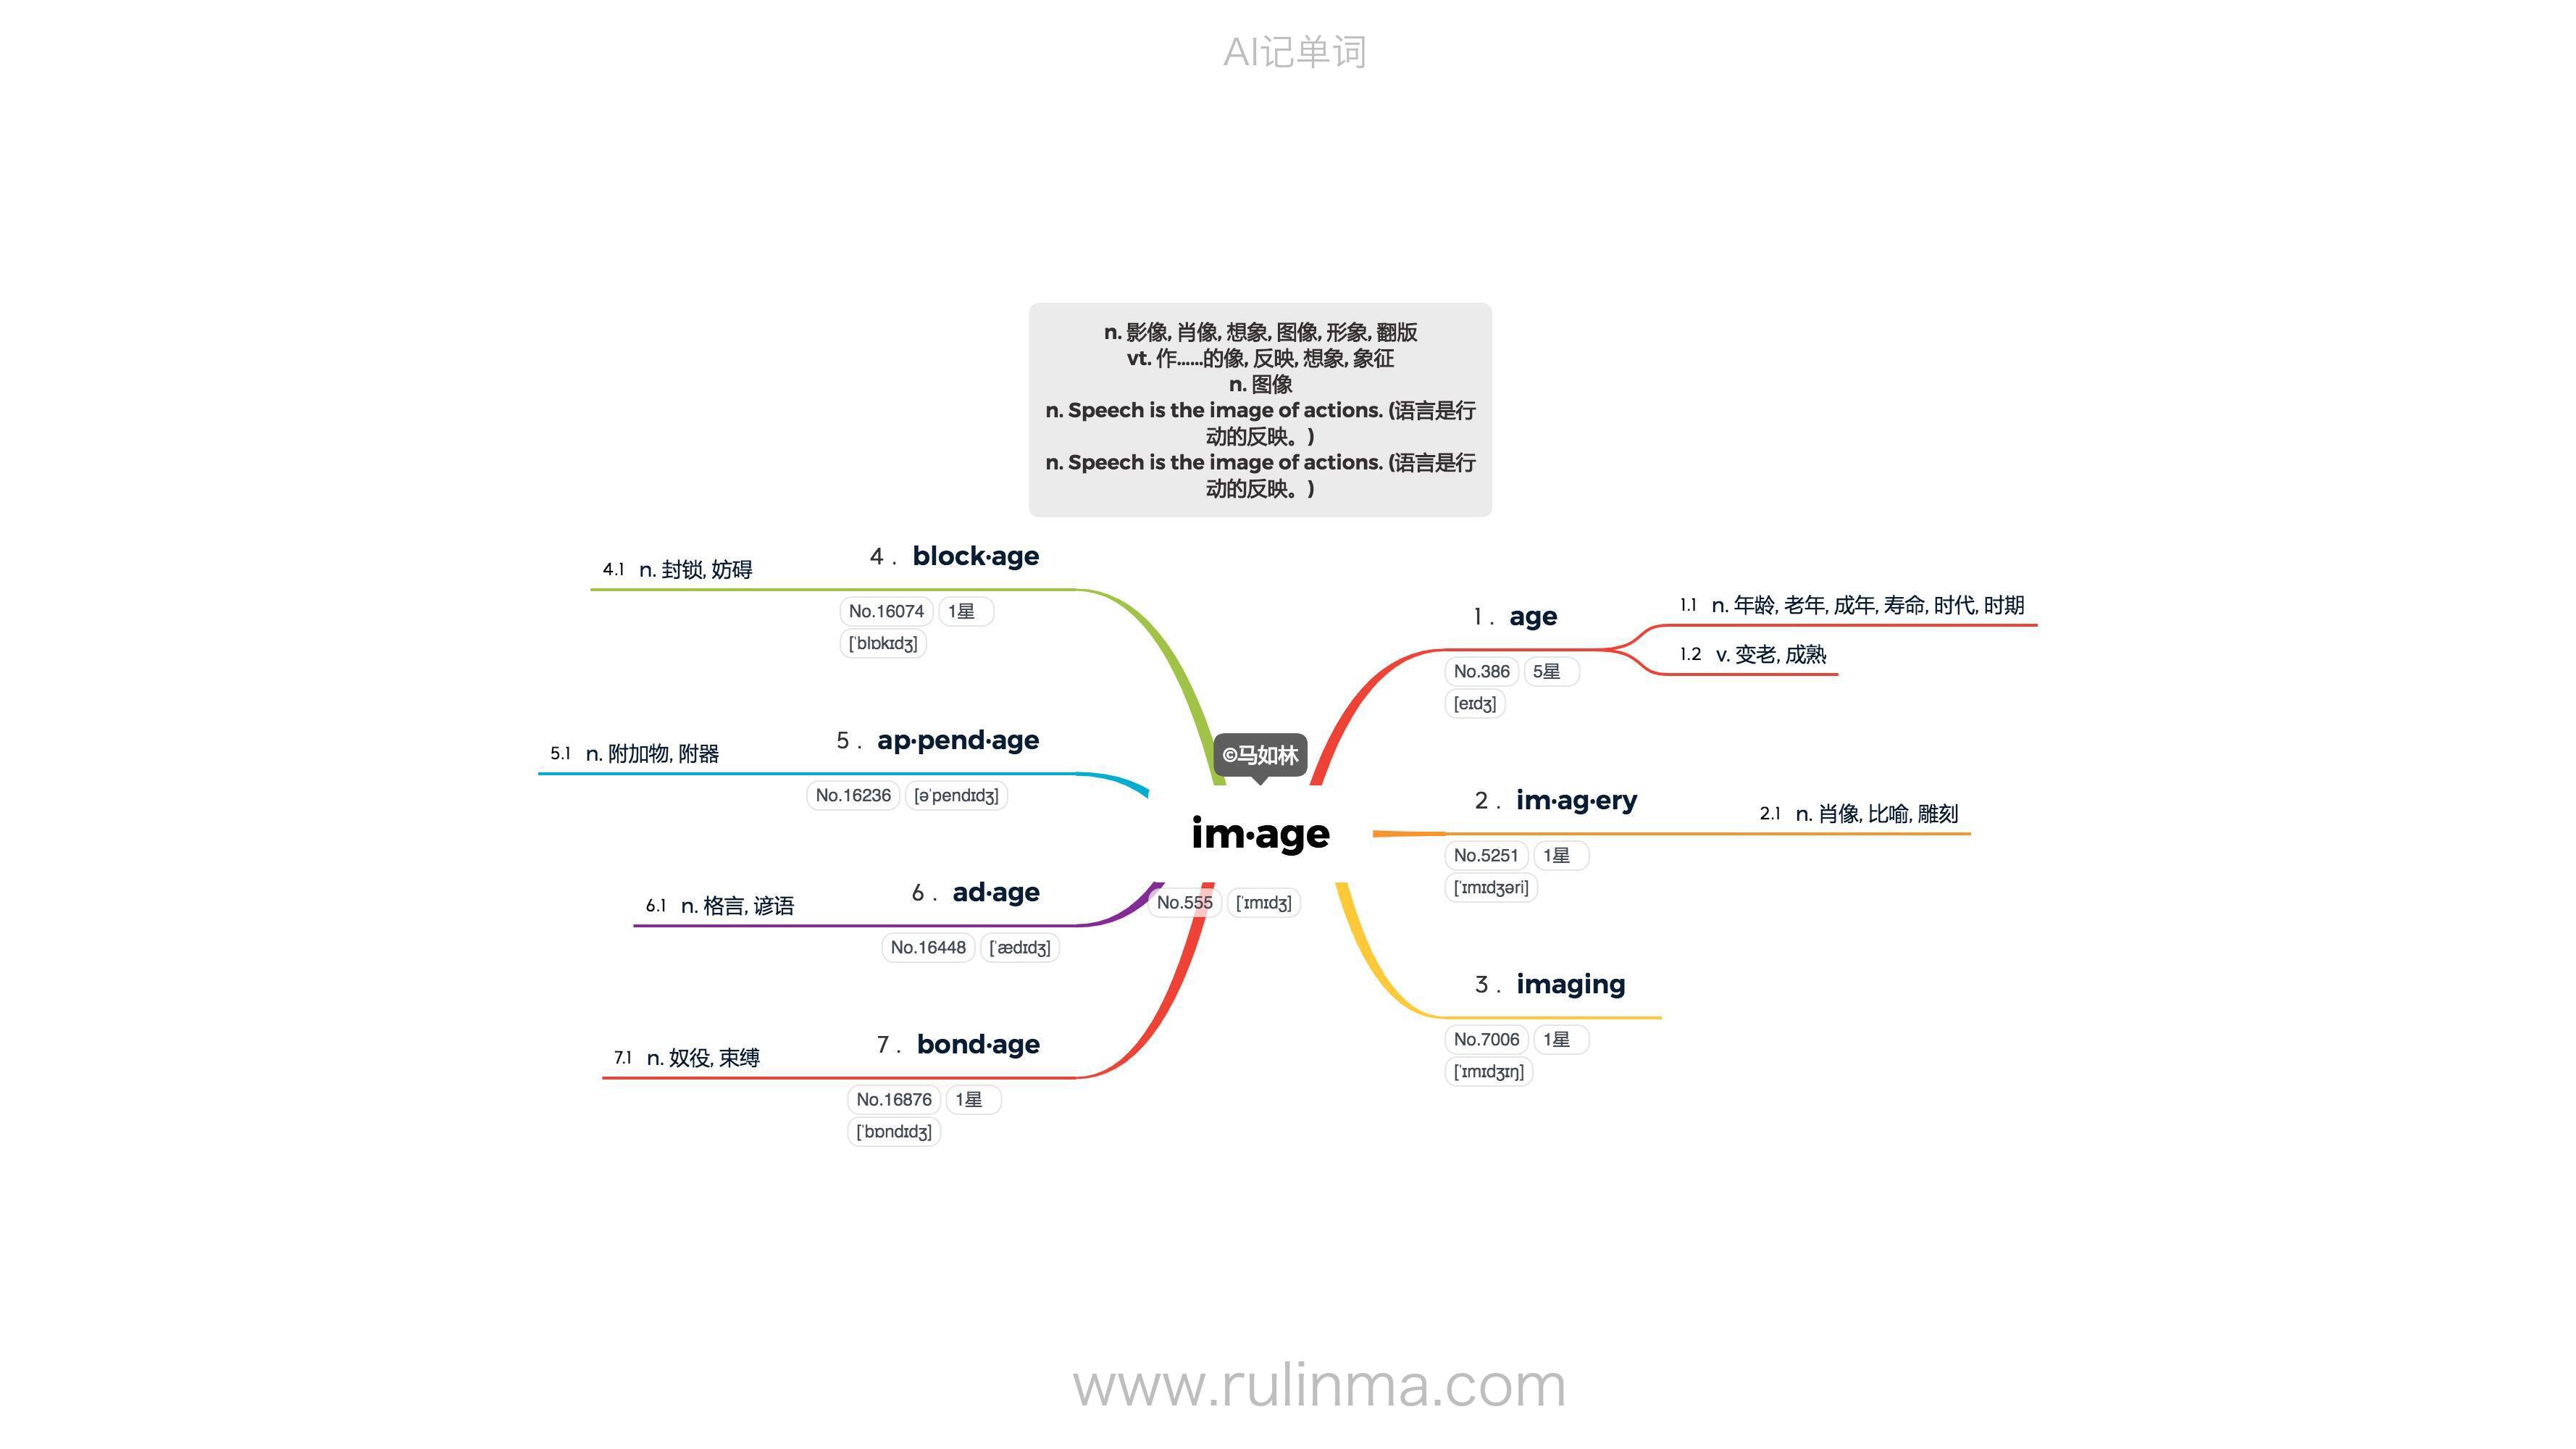 AI记单词
n. 影像, 肖像, 想象, 图像, 形象, 翻版
vt. 作......的像, 反映, 想象, 象征
n. 图像
n. Speech is the image of actions. (语言是行
动的反映。)
n. Speech is the image of actions. (语言是行
动的反映。)
©马如林
im·age
No.555 [ˈɪmɪdʒ]
1 . age
No.386 5星
[eɪdʒ]
1.1 n. 年龄, 老年, 成年, 寿命, 时代, 时期
1.2 v. 变老, 成熟
2 . im·ag·ery
No.5251 1星
[ˈɪmɪdʒəri]
2.1 n. 肖像, 比喻, 雕刻
3 . imaging
No.7006 1星
[ˈɪmɪdʒɪŋ]
4 . block·age
No.16074 1星
[ˈblɒkɪdʒ]
4.1 n. 封锁, 妨碍
5 . ap·pend·age
No.16236 [əˈpendɪdʒ]
5.1 n. 附加物, 附器
6 . ad·age
No.16448 [ˈædɪdʒ]
6.1 n. 格言, 谚语
7 . bond·age
No.16876 1星
[ˈbɒndɪdʒ]
7.1 n. 奴役, 束缚
www.rulinma.com